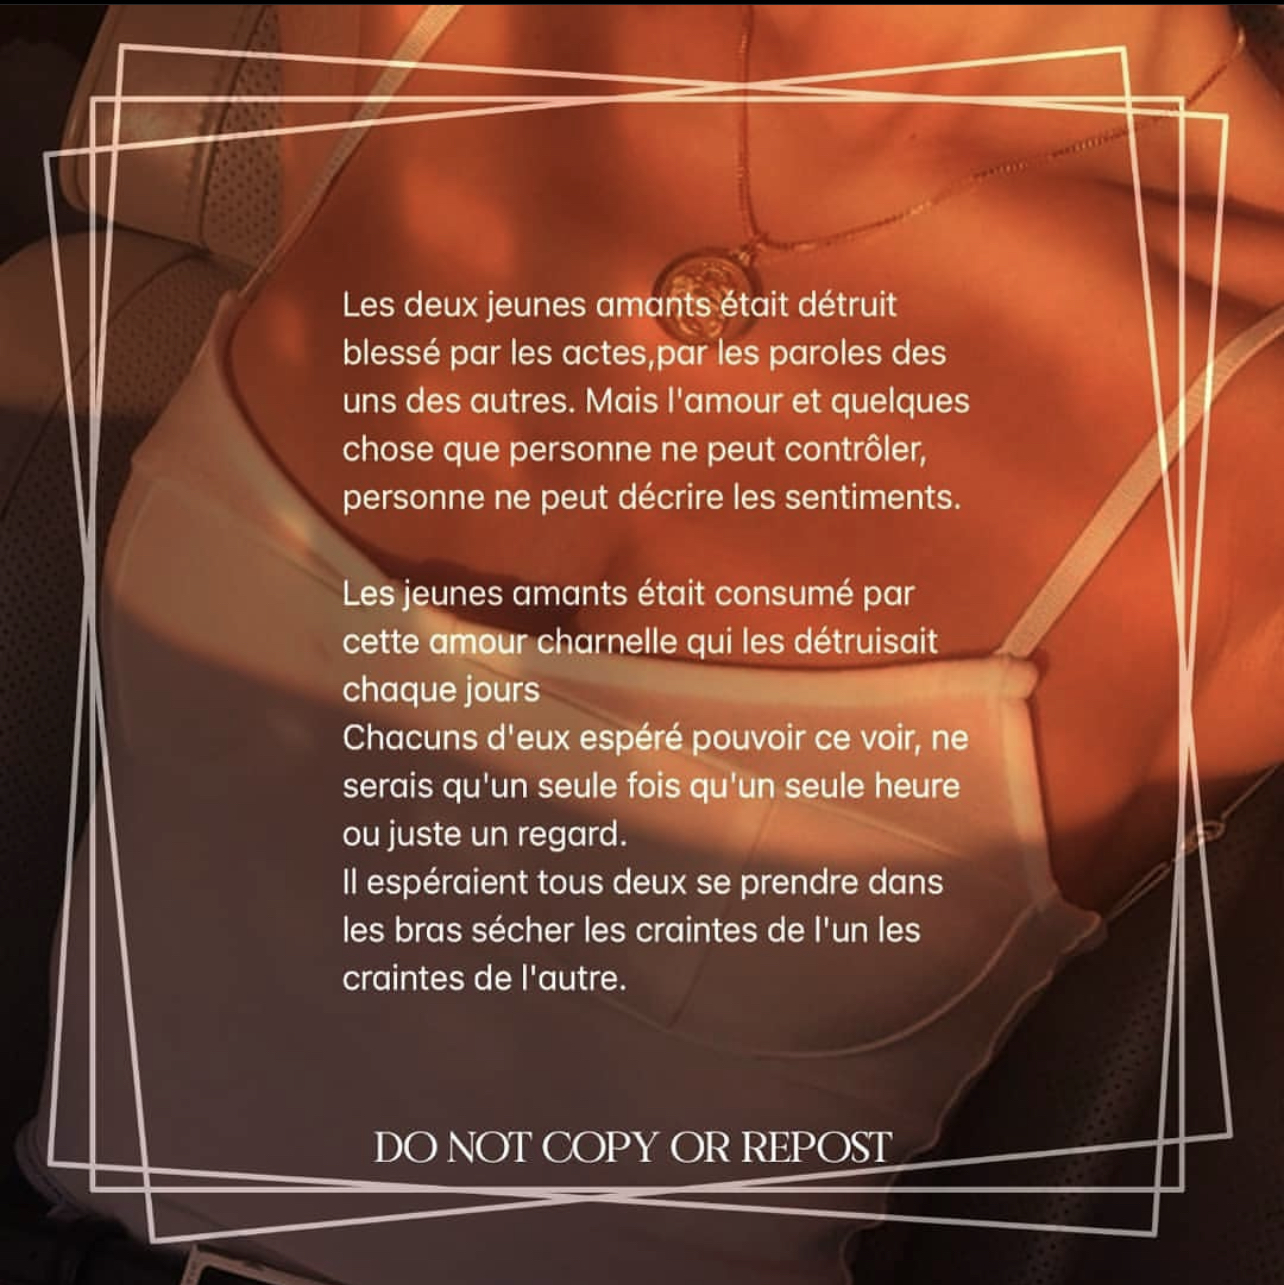 Les deux jeunes amants était détruit
blessé par les actes,par les paroles des
uns des autres. Mais l'amour et quelques
chose que personne ne peut contrôler,
personne ne peut décrire les sentiments.
Les jeunes amants était consumé par
cette amour charnelle qui les détruisait
chaque jours
Chacuns d'eux espéré pouvoir ce voir, ne
serais qu'un seule fois qu'un seule heure
ou juste un regard.
Il espéraient tous deux se prendre dans
les bras sécher les craintes de l'un les
craintes de l'autre.
DO NOT COPY OR REPOST